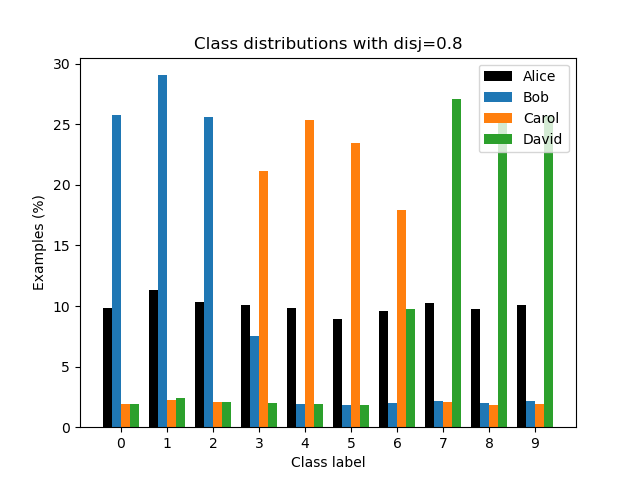 Class distributions with disj=0.8
Alice
Bob
Carol
David
30
25
20
15
10
5
0
Examples (%)
0 1 2 3 4 5 6 7 8 9
Class label